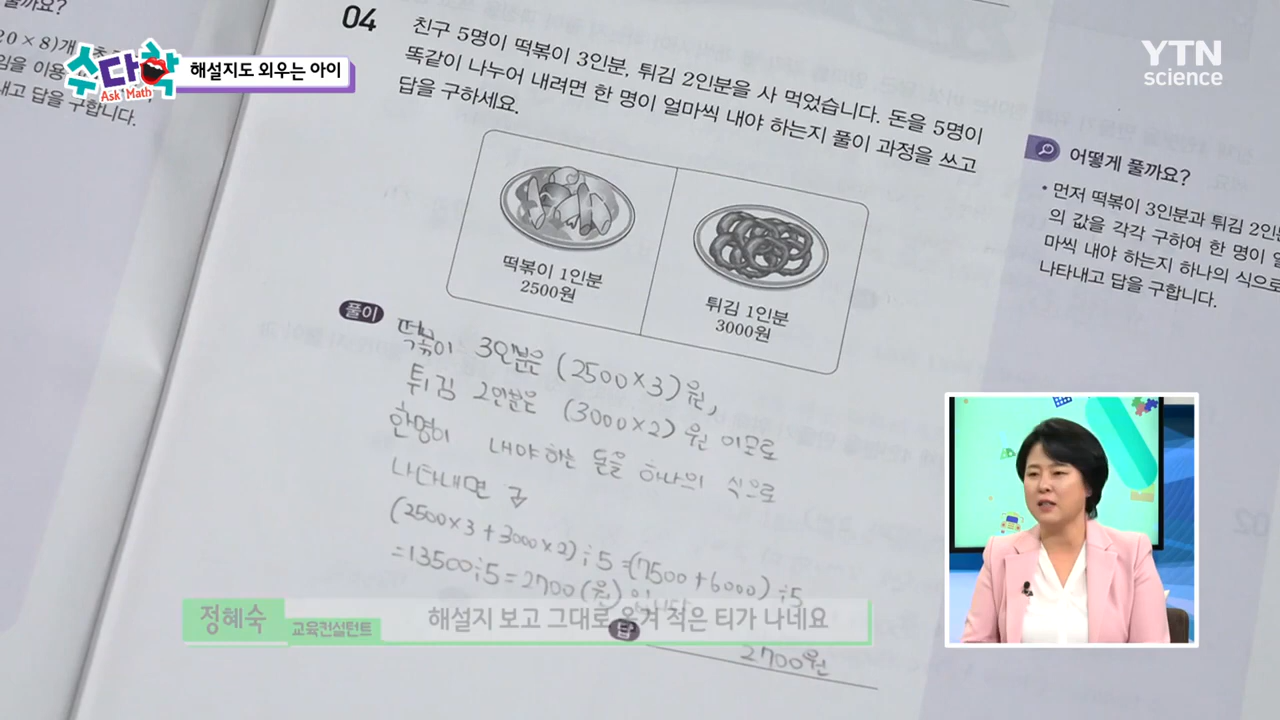 플까요?
20×8)개
수다학
Ask Math
해설지도 외우는 아이
YTN
science
내고 답을 구합니다.
04
친구 5명이 떡볶이 3인분, 튀김 2인분을 사 먹었습니다. 돈을 5명이
똑같이 나누어 내려면 한 명이 얼마씩 내야 하는지 풀이 과정을 쓰고
답을 구하세요.
떡볶이 1인분
2500원
튀김 1인분
3000원
어떻게 풀까요?
• 먼저 떡볶이 3인분과 튀김 2인분
의 값을 각각 구하여 한 명이 얼
마씩 내야 하는지 하나의 식으로
나타내고 답을 구합니다.
풀이
떡볶이 3인분은 (2500×3)원,
튀김 2인분은 (3000×2)원 이므로
한명이 내야 하는 돈을 하나의 식으로
나타내면
(2500×3+3000×2)÷5=(7500+6000)÷5
=13500÷5=2700(원)입니다
답
2700원
정혜숙
교육컨설턴트
해설지 보고 그대로 옮겨 적은 티가 나네요
02